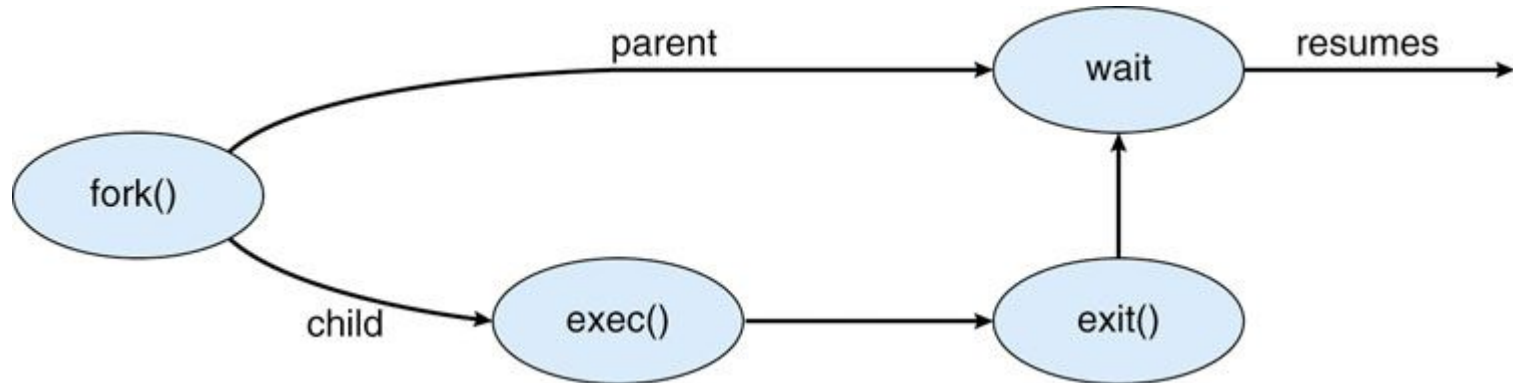 parent
wait
resumes
fork()
child
exec()
exit()